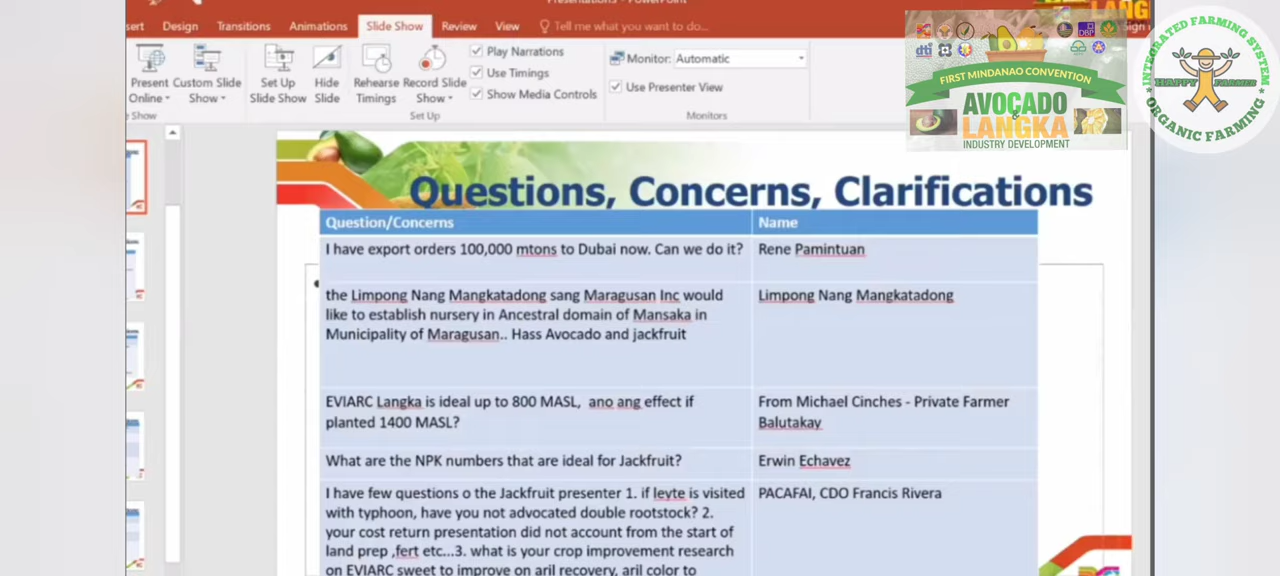 Presentation5 - PowerPoint
sert Design Transitions Animations Slide Show Review View Tell me what you want to do...
Sign
Present Online
Custom Slide Show
Set Up Slide Show
Hide Slide
Rehearse Timings
Record Slide Show
Play Narrations
Use Timings
Show Media Controls
Monitor: Automatic
Use Presenter View
Show
Set Up
Monitors
dti
DBP
FIRST MINDANAO CONVENTION
AVOCADO
&
LANGKA
INDUSTRY DEVELOPMENT
INTEGRATED FARMING SYSTEM
HAPPY FARMER
ORGANIC FARMING
Questions, Concerns, Clarifications
Question/Concerns Name
I have export orders 100,000 mtons to Dubai now. Can we do it? Rene Pamintuan
the Limpong Nang Mangkatadong sang Maragusan Inc would Limpong Nang Mangkatadong
like to establish nursery in Ancestral domain of Mansaka in
Municipality of Maragusan.. Hass Avocado and jackfruit
EVIARC Langka is ideal up to 800 MASL, ano ang effect if From Michael Cinches - Private Farmer
planted 1400 MASL? Balutakay
What are the NPK numbers that are ideal for Jackfruit? Erwin Echavez
I have few questions o the Jackfruit presenter 1. if leyte is visited PACAFAI, CDO Francis Rivera
with typhoon, have you not advocated double rootstock? 2.
your cost return presentation did not account from the start of
land prep ,fert etc...3. what is your crop improvement research
on EVIARC sweet to improve on aril recovery, aril color to